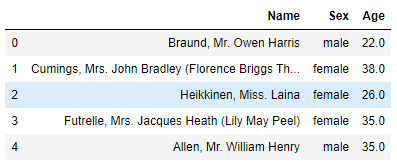 Name Sex Age
0 Braund, Mr. Owen Harris male 22.0
1 Cumings, Mrs. John Bradley (Florence Briggs Th... female 38.0
2 Heikkinen, Miss. Laina female 26.0
3 Futrelle, Mrs. Jacques Heath (Lily May Peel) female 35.0
4 Allen, Mr. William Henry male 35.0